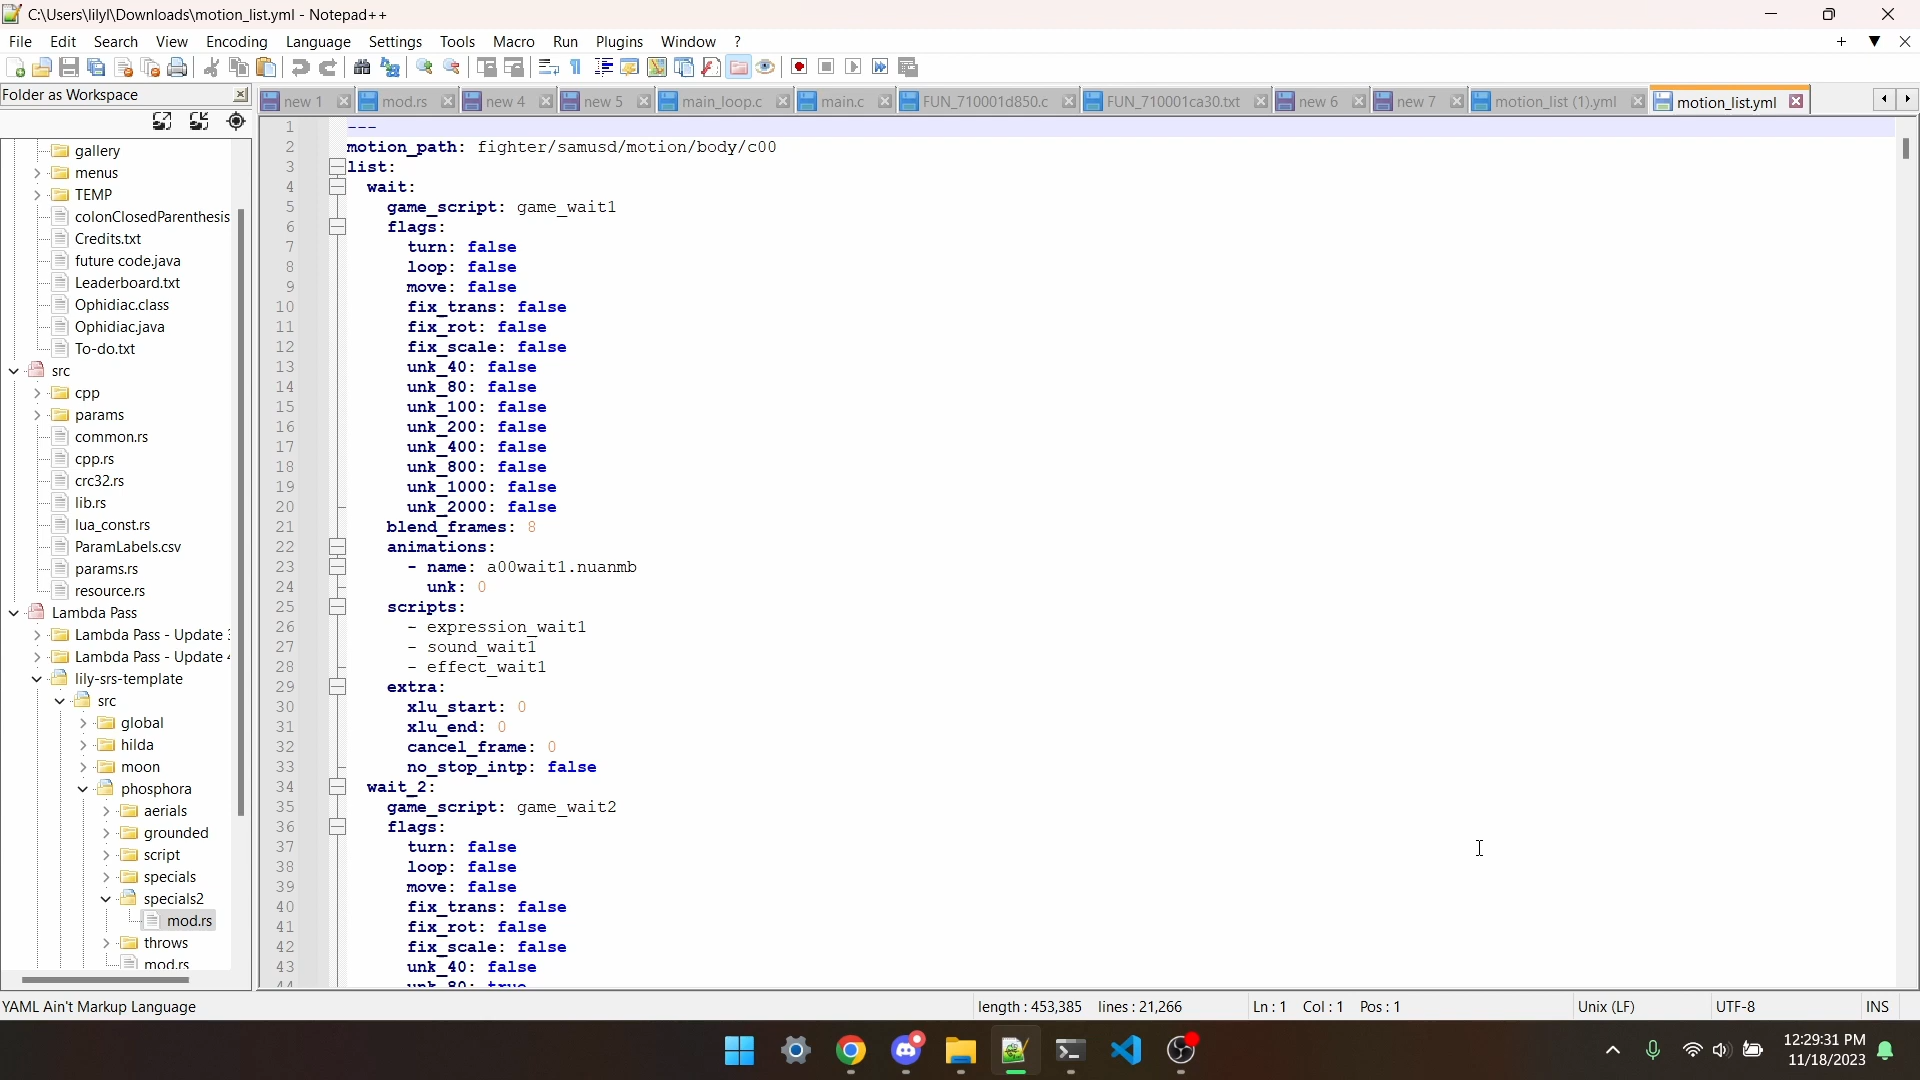 C:\Users\lilyl\Downloads\motion_list.yml - Notepad++
File Edit Search View Encoding Language Settings Tools Macro Run Plugins Window ?
Folder as Workspace
new 1 mod.rs new 4 new 5 main_loop.c main.c FUN_710001d850.c FUN_710001ca30.txt new 6 new 7 motion_list (1).yml motion_list.yml
gallery
menus
TEMP
colonClosedParenthesis
Credits.txt
future code.java
Leaderboard.txt
Ophidiac.class
Ophidiac.java
To-do.txt
src
cpp
params
common.rs
cpp.rs
crc32.rs
lib.rs
lua_const.rs
ParamLabels.csv
params.rs
resource.rs
Lambda Pass
Lambda Pass - Update
Lambda Pass - Update
lily-srs-template
src
global
hilda
moon
phosphora
aerials
grounded
script
specials
specials2
mod.rs
throws
mod.rs
1 ---
2 motion_path: fighter/samusd/motion/body/c00
3 list:
4 wait:
5 game_script: game_wait1
6 flags:
7 turn: false
8 loop: false
9 move: false
10 fix_trans: false
11 fix_rot: false
12 fix_scale: false
13 unk_40: false
14 unk_80: false
15 unk_100: false
16 unk_200: false
17 unk_400: false
18 unk_800: false
19 unk_1000: false
20 unk_2000: false
21 blend_frames: 8
22 animations:
23 - name: a00wait1.nuanmb
24 unk: 0
25 scripts:
26 - expression_wait1
27 - sound_wait1
28 - effect_wait1
29 extra:
30 xlu_start: 0
31 xlu_end: 0
32 cancel_frame: 0
33 no_stop_intp: false
34 wait_2:
35 game_script: game_wait2
36 flags:
37 turn: false
38 loop: false
39 move: false
40 fix_trans: false
41 fix_rot: false
42 fix_scale: false
43 unk_40: false
44 unk_80: true
YAML Ain't Markup Language length : 453,385 lines : 21,266 Ln : 1 Col : 1 Pos : 1 Unix (LF) UTF-8 INS
12:29:31 PM
11/18/2023